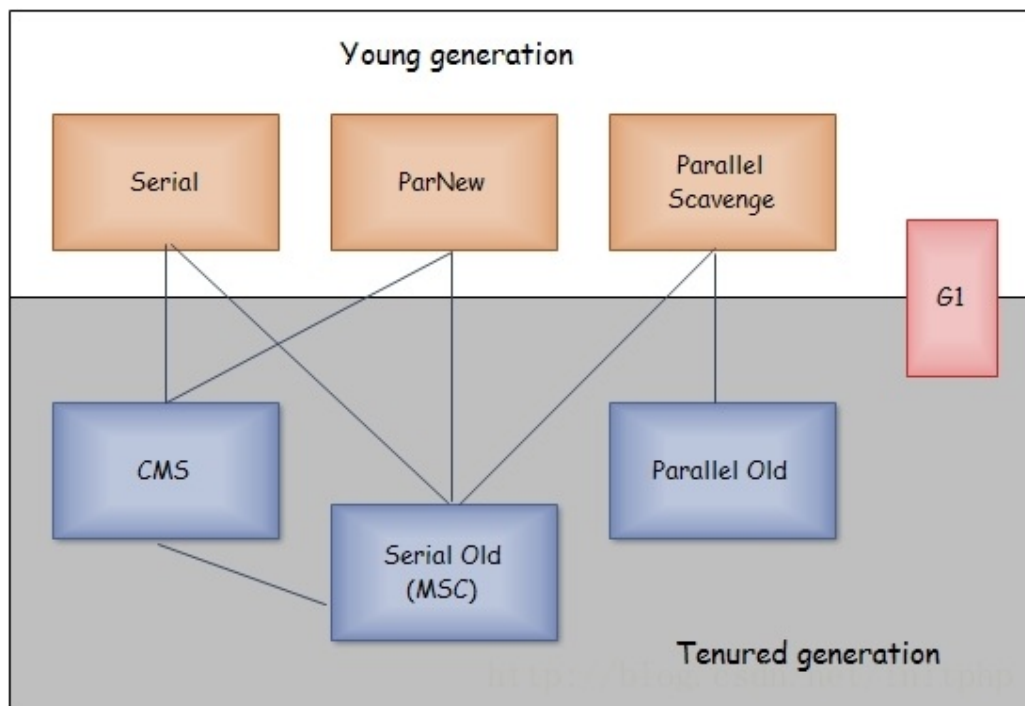 Young generation
Serial
ParNew
Parallel
Scavenge
G1
CMS
Parallel Old
Serial Old
(MSC)
Tenured generation